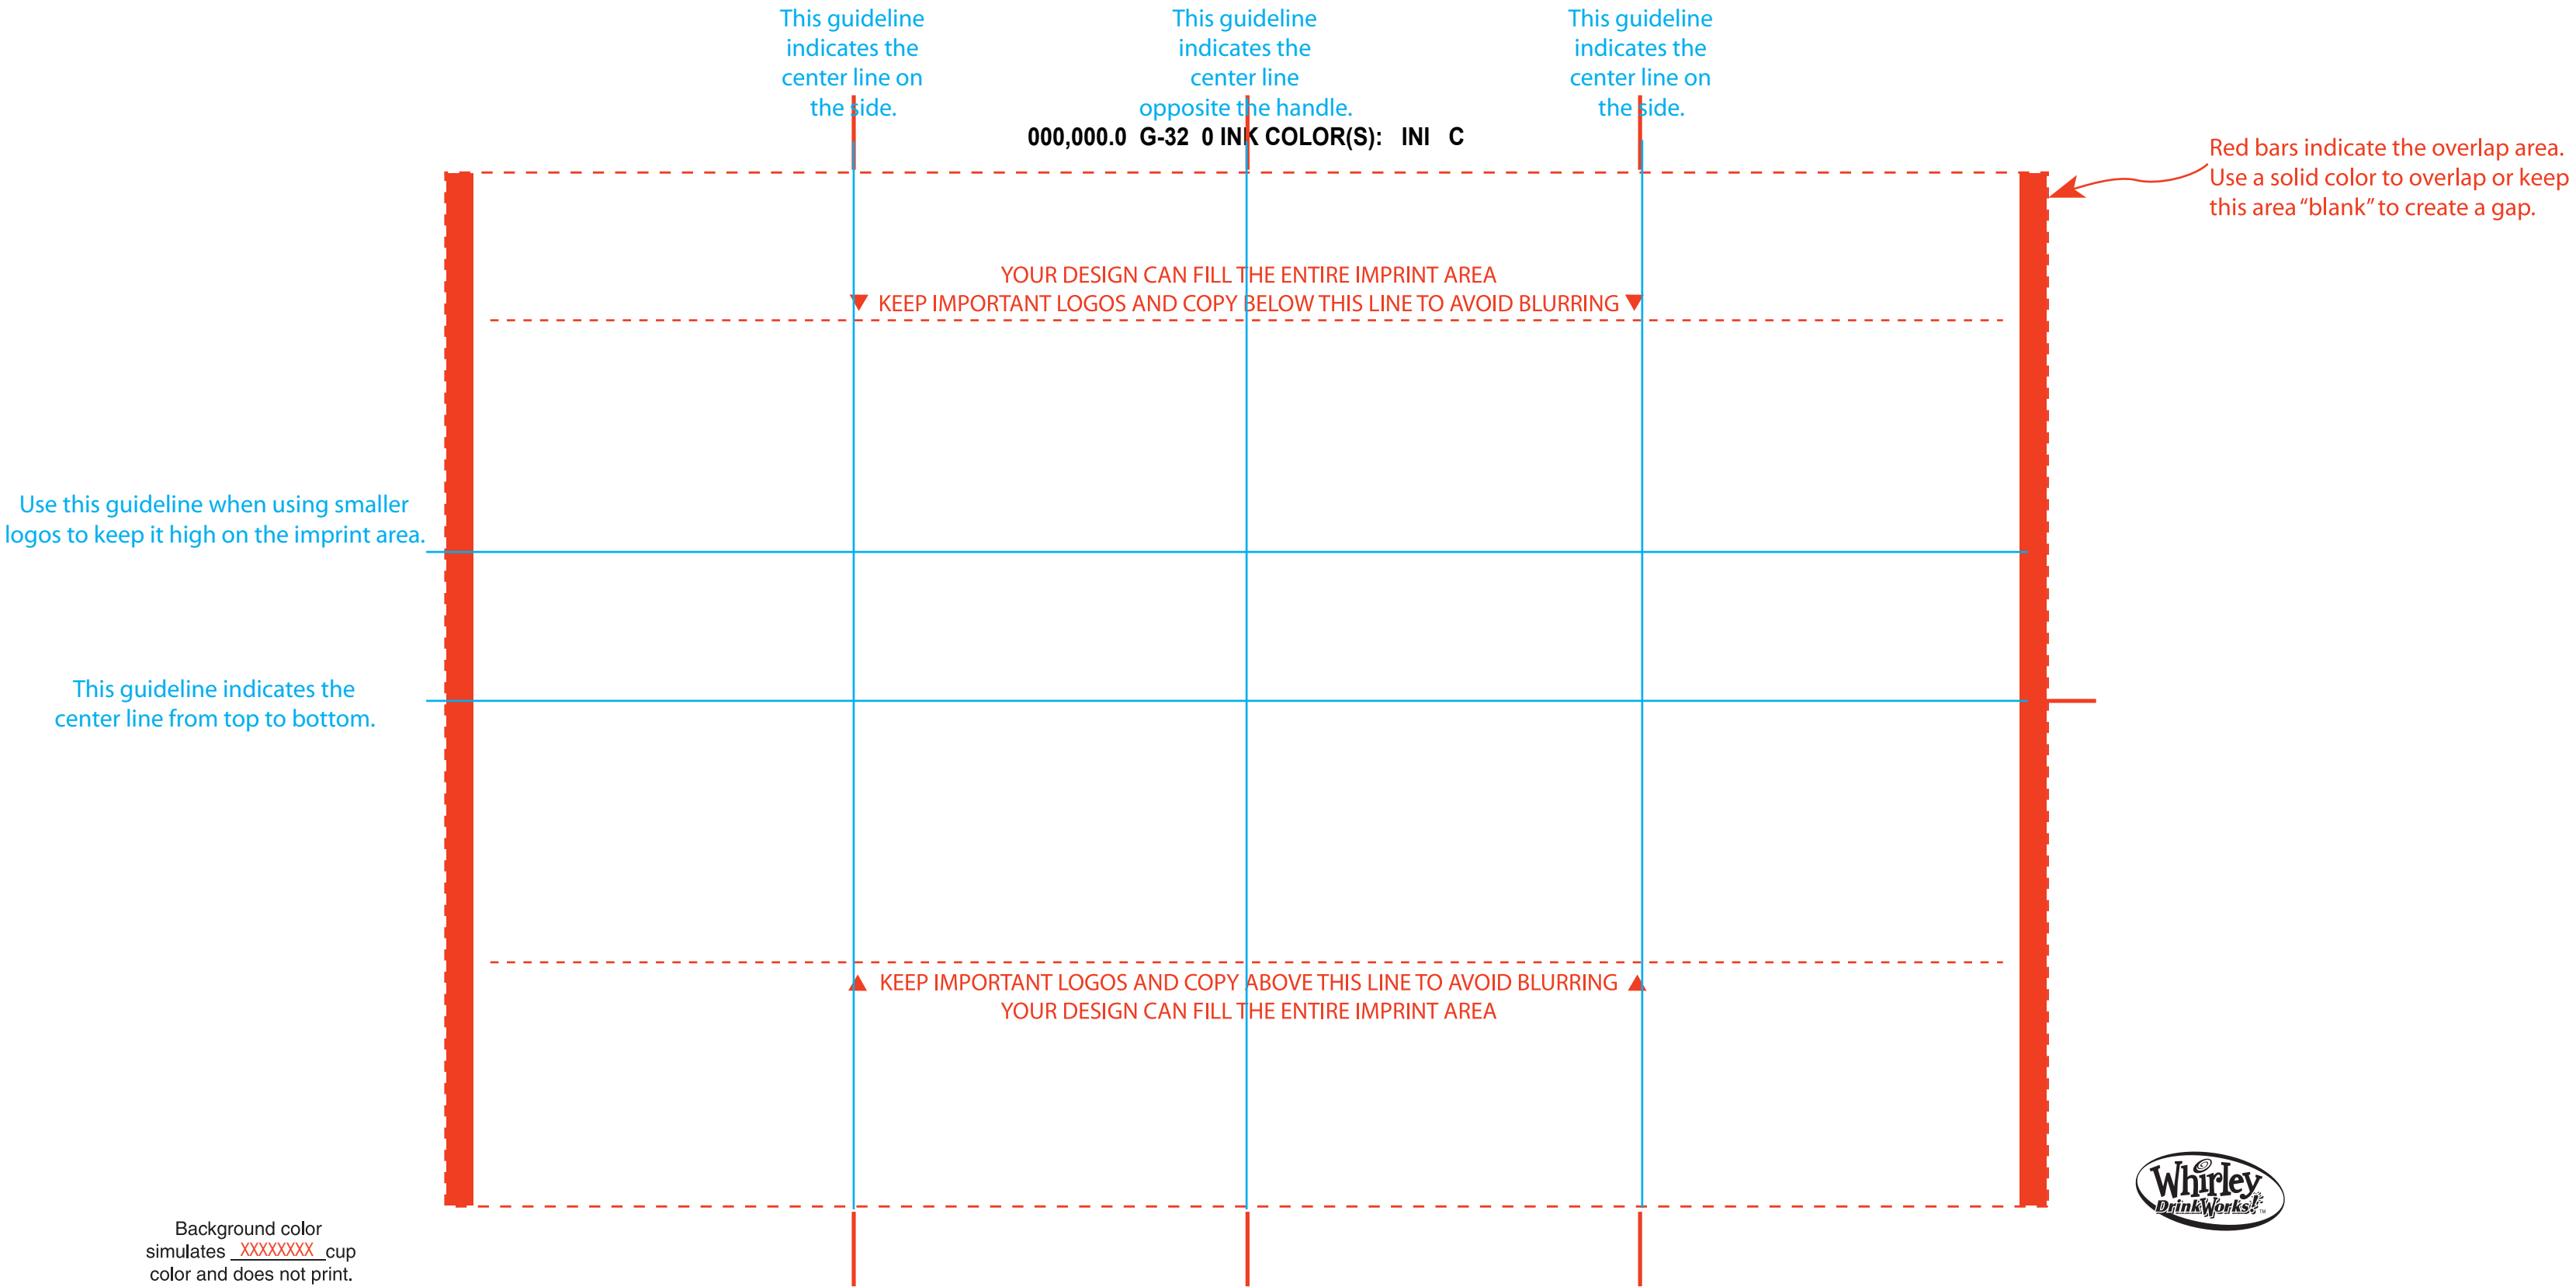 This guideline
indicates the
center line on
the side.
This guideline
indicates the
center line
opposite the handle.
This guideline
indicates the
center line on
the side.
000,000.0 G-32 0 INK COLOR(S): INI C
Red bars indicate the overlap area.
Use a solid color to overlap or keep
this area “blank” to create a gap.
YOUR DESIGN CAN FILL THE ENTIRE IMPRINT AREA
KEEP IMPORTANT LOGOS AND COPY BELOW THIS LINE TO AVOID BLURRING
Use this guideline when using smaller
logos to keep it high on the imprint area.
This guideline indicates the
center line from top to bottom.
KEEP IMPORTANT LOGOS AND COPY ABOVE THIS LINE TO AVOID BLURRING
YOUR DESIGN CAN FILL THE ENTIRE IMPRINT AREA
Whirley
DrinkWorks!™
Background color
simulates XXXXXXXX cup
color and does not print.